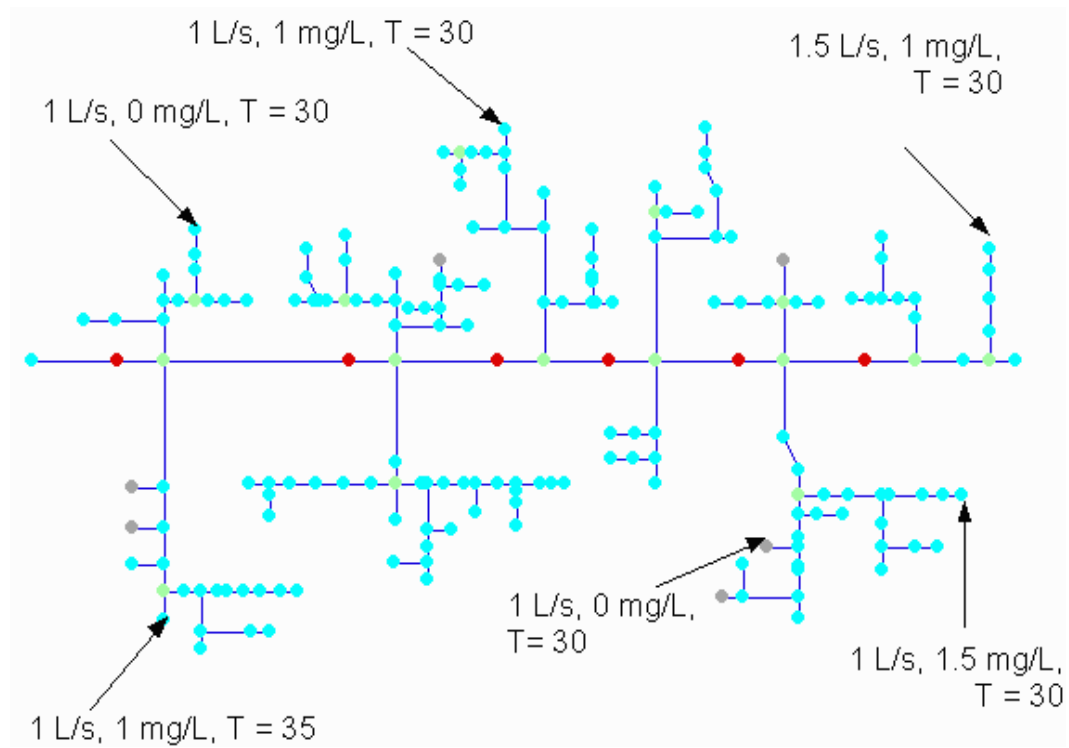 1 L/s, 1 mg/L, T = 30
1.5 L/s, 1 mg/L,
T = 30
1 L/s, 0 mg/L, T = 30
1 L/s, 0 mg/L,
T= 30
1 L/s, 1.5 mg/L,
T = 30
1 L/s, 1 mg/L, T = 35